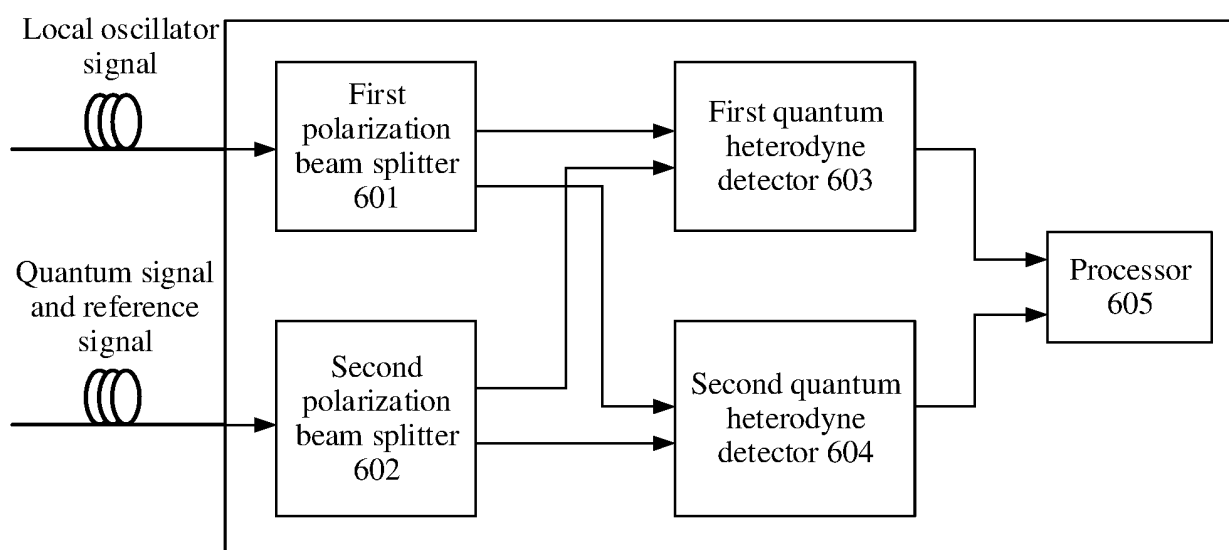 Local oscillator
signal
First
polarization
beam splitter
601
First quantum
heterodyne
detector 603
Quantum signal
and reference
signal
Processor
605
Second
polarization
beam splitter
602
Second quantum
heterodyne
detector 604